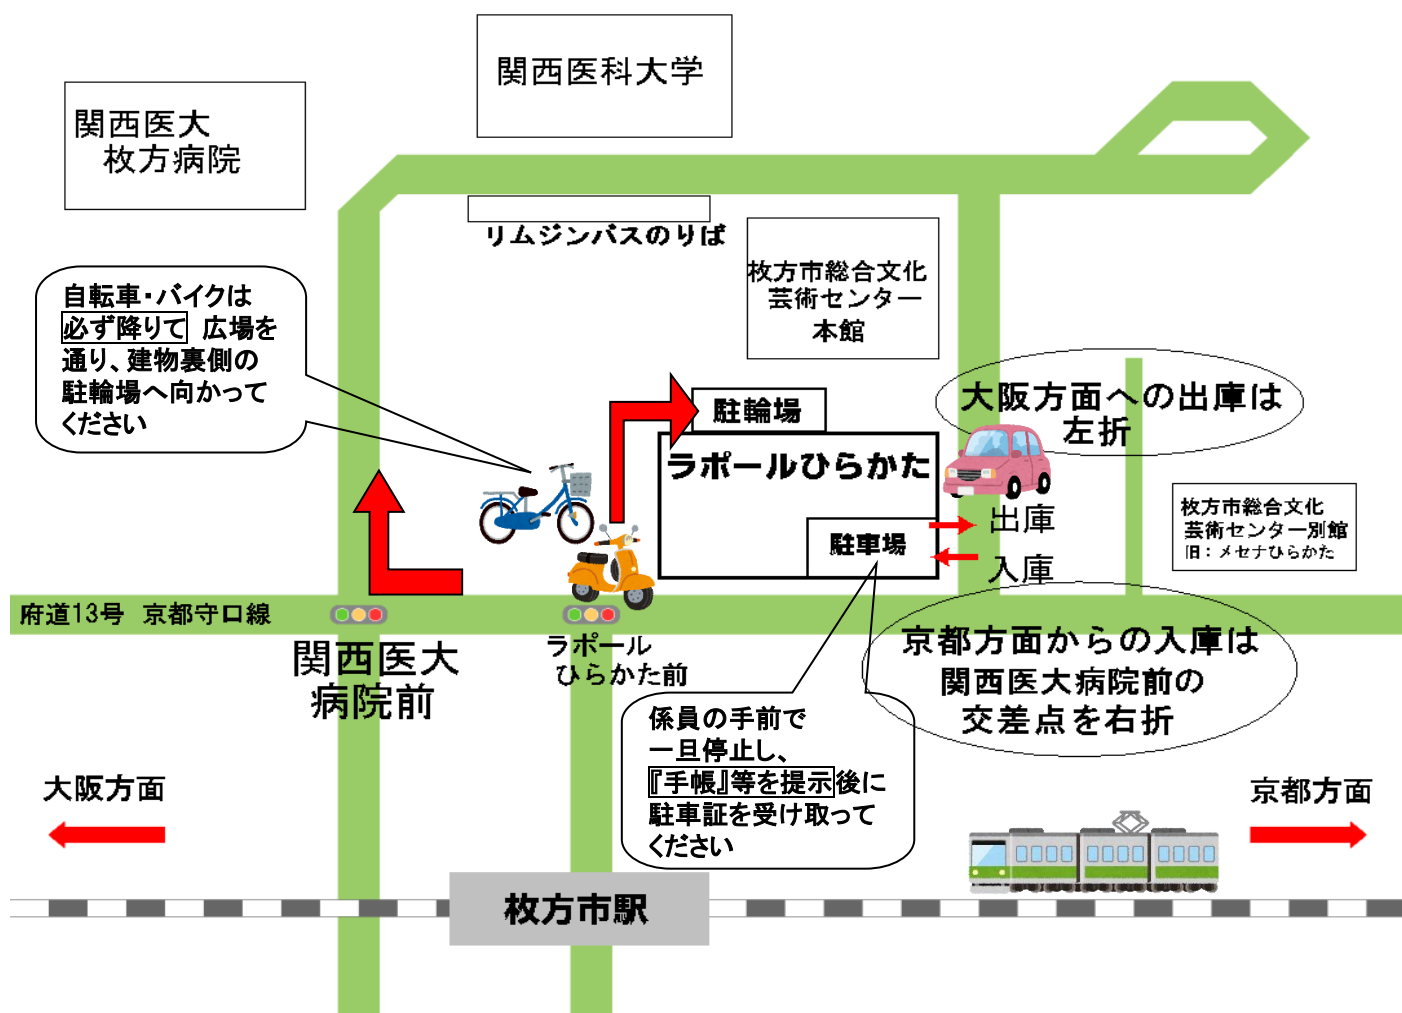 関西医科大学
関西医大
枚方病院
リムジンバスのりば
枚方市総合文化
芸術センター
本館
自転車・バイクは
必ず降りて 広場を
通り、建物裏側の
駐輪場へ向かって
ください
大阪方面への出庫は
左折
駐輪場
ラポールひらかた
駐車場
出庫
入庫
枚方市総合文化
芸術センター別館
旧：メセナひらかた
府道13号 京都守口線
関西医大
病院前
ラポール
ひらかた前
京都方面からの入庫は
関西医大病院前の
交差点を右折
係員の手前で
一旦停止し、
『手帳』等を提示後に
駐車証を受け取って
ください
大阪方面
京都方面
枚方市駅